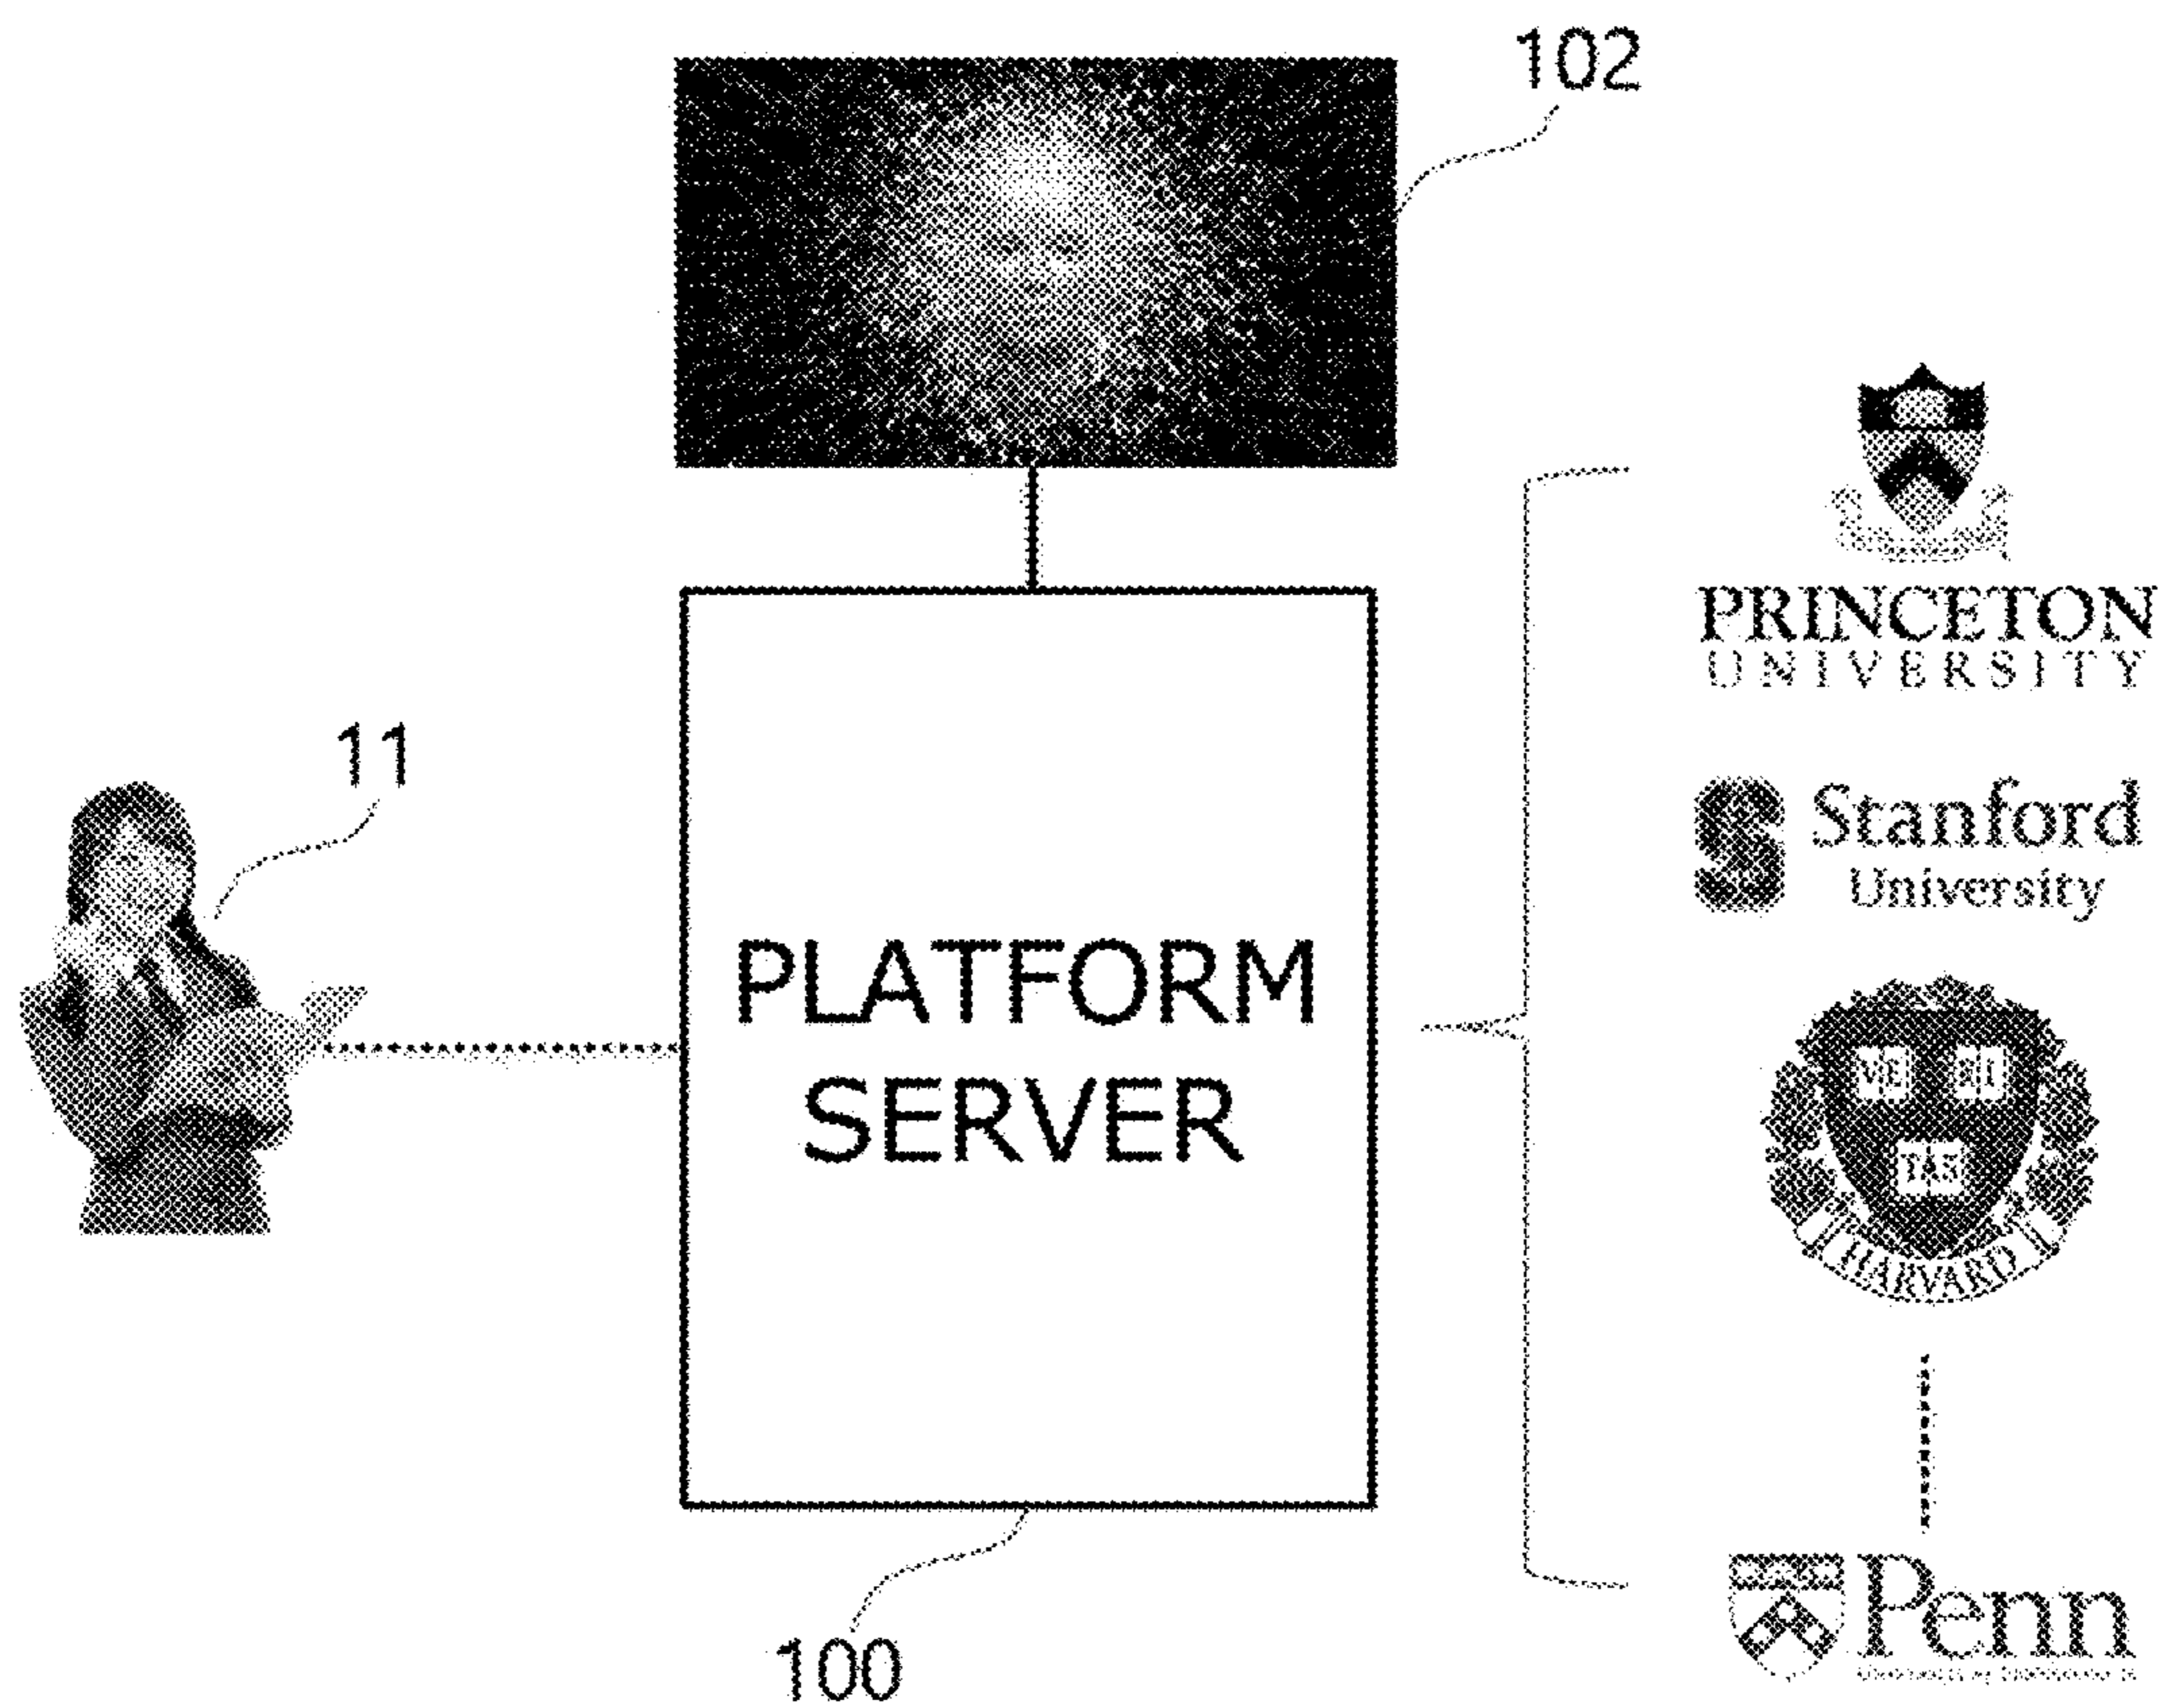 102
PRINCETON
UNIVERSITY
11
Stanford
University
PLATFORM
SERVER
VE
RI
TAS
HARVARD
Penn
100